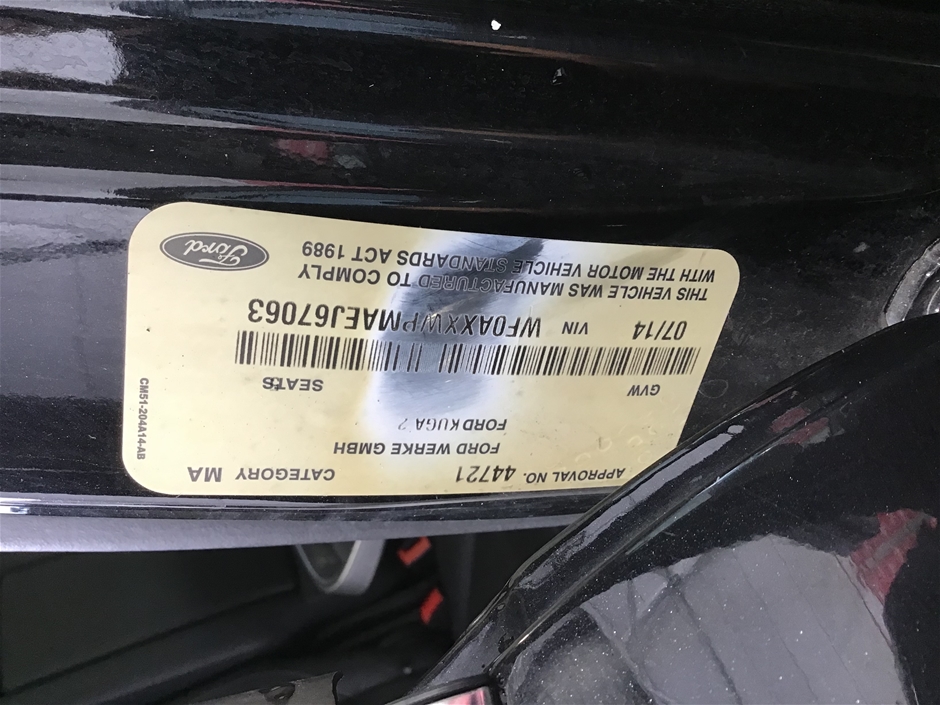 APPROVAL NO. 44721 CATEGORY MA
FORD WERKE GMBH
FORD KUGA ?
GVW SEATS
07/14 VIN WF0AXXWPMAEJ67063
THIS VEHICLE WAS MANUFACTURED TO COMPLY
WITH THE MOTOR VEHICLE STANDARDS ACT 1989
Ford
CM51-204A14-AB